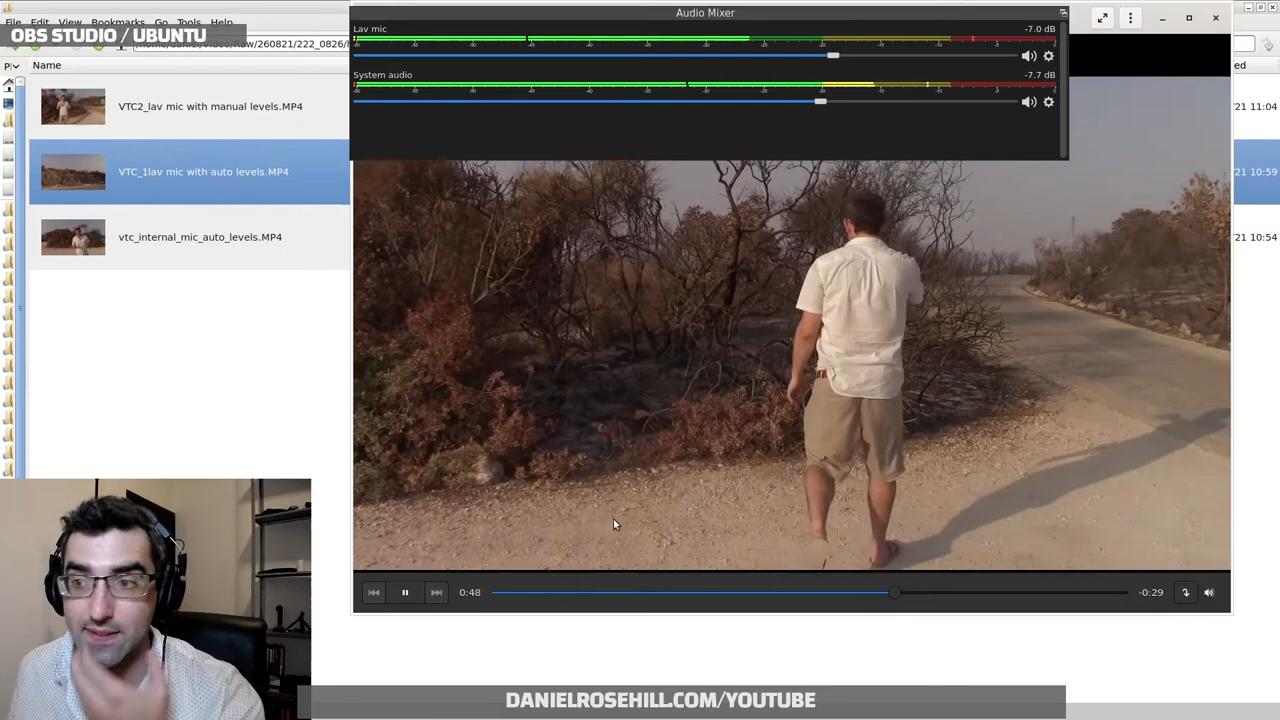 File Edit View Bookmarks Go Tools Help
OBS STUDIO / UBUNTU
Name
VTC2_lav mic with manual levels.MP4
VTC_1lav mic with auto levels.MP4
vtc_internal_mic_auto_levels.MP4
Audio Mixer
Lav mic
-7.0 dB
System audio
-7.7 dB
ed
21 11:04
21 10:59
21 10:54
0:48
-0:29
DANIELROSEHILL.COM/YOUTUBE